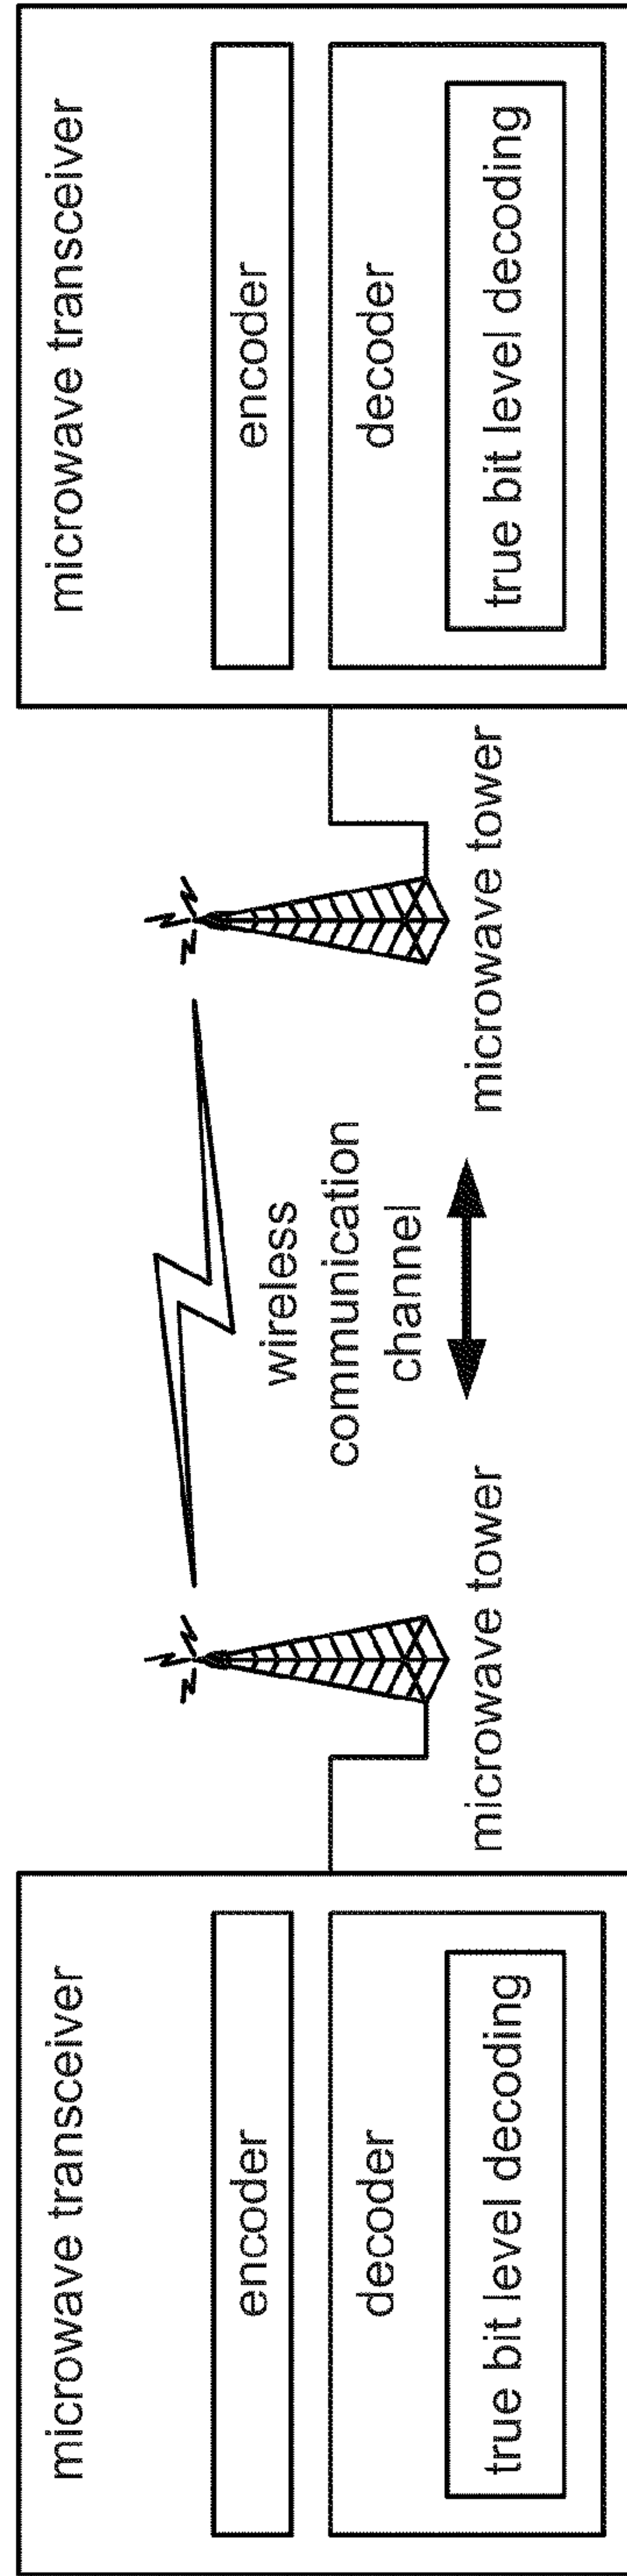 microwave transceiver
encoder
decoder
true bit level decoding
microwave tower
wireless
communication
channel
microwave tower
microwave transceiver
encoder
decoder
true bit level decoding